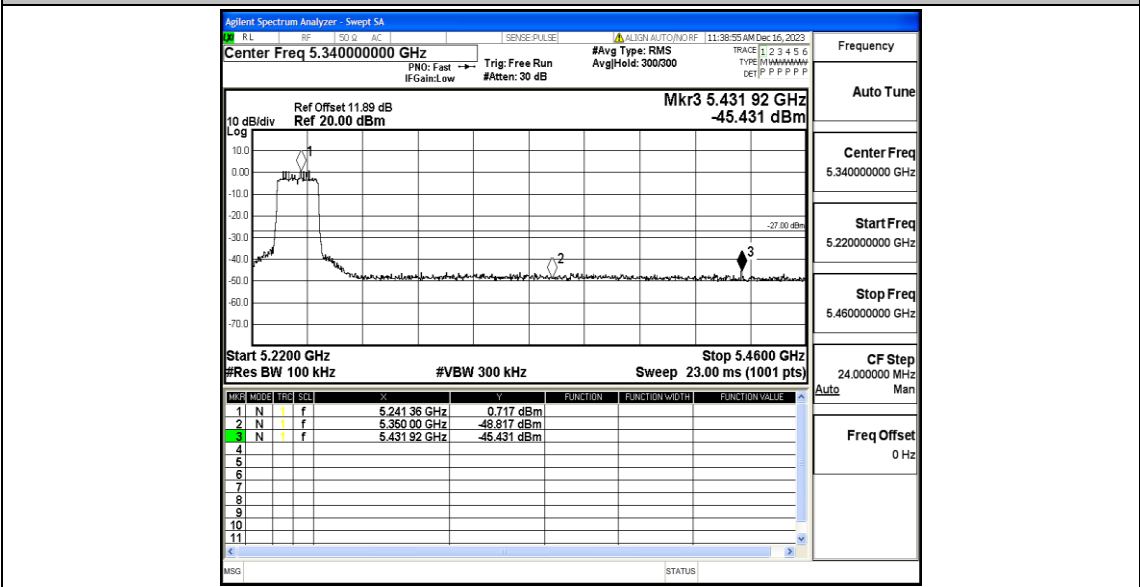 Agilent Spectrum Analyzer - Swept SA
RL RF 50 Ω AC SENSE:PULSE ALIGN AUTO/NO RF 11:38:55 AM Dec 16, 2023
Center Freq 5.340000000 GHz
PNO: Fast
IFGain:Low
Trig: Free Run
#Atten: 30 dB
#Avg Type: RMS
Avg|Hold: 300/300
TRACE 1 2 3 4 5 6
TYPE M WWWWW
DET P P P P P P
Mkr3 5.431 92 GHz
-45.431 dBm
Ref Offset 11.89 dB
10 dB/div Ref 20.00 dBm
Log
10.0
0.00
-10.0
-20.0
-30.0
-40.0
-50.0
-60.0
-70.0
1
2
3
-27.00 dBm
Start 5.2200 GHz Stop 5.4600 GHz
#Res BW 100 kHz #VBW 300 kHz Sweep 23.00 ms (1001 pts)
MKR MODE TRC SCL X Y FUNCTION FUNCTION WIDTH FUNCTION VALUE
1 N 1 f 5.241 36 GHz 0.717 dBm
2 N 1 f 5.350 00 GHz -48.817 dBm
3 N 1 f 5.431 92 GHz -45.431 dBm
4
5
6
7
8
9
10
11
MSG STATUS
Frequency
Auto Tune
Center Freq
5.340000000 GHz
Start Freq
5.220000000 GHz
Stop Freq
5.460000000 GHz
CF Step
24.000000 MHz
Auto Man
Freq Offset
0 Hz